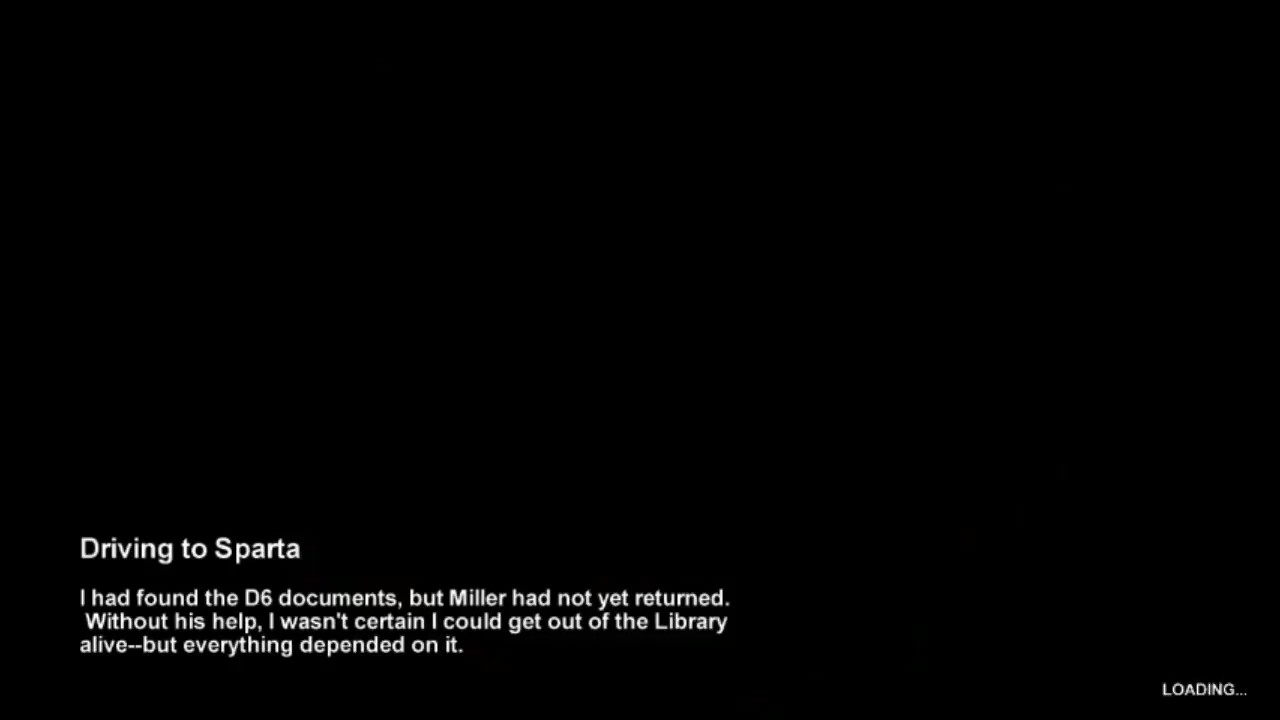 Driving to Sparta
I had found the D6 documents, but Miller had not yet returned.
Without his help, I wasn't certain I could get out of the Library
alive--but everything depended on it.
LOADING...